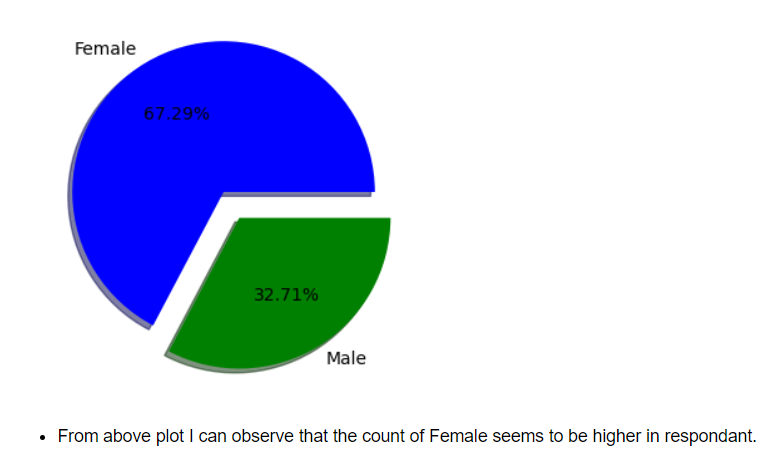 Female
67.29%
32.71%
Male
• From above plot I can observe that the count of Female seems to be higher in respondant.